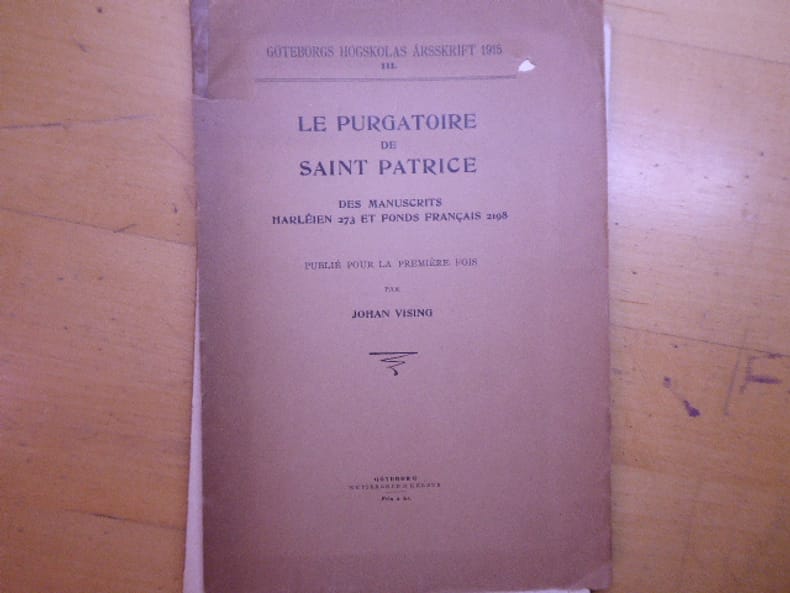 GÖTEBORGS HÖGSKOLAS ÅRSSKRIFT 1915
III.
LE PURGATOIRE
DE
SAINT PATRICE
DES MANUSCRITS
HARLÉIEN 273 ET FONDS FRANÇAIS 2198
PUBLIÉ POUR LA PREMIÈRE FOIS
PAR
JOHAN VISING
GÖTEBORG
Pris